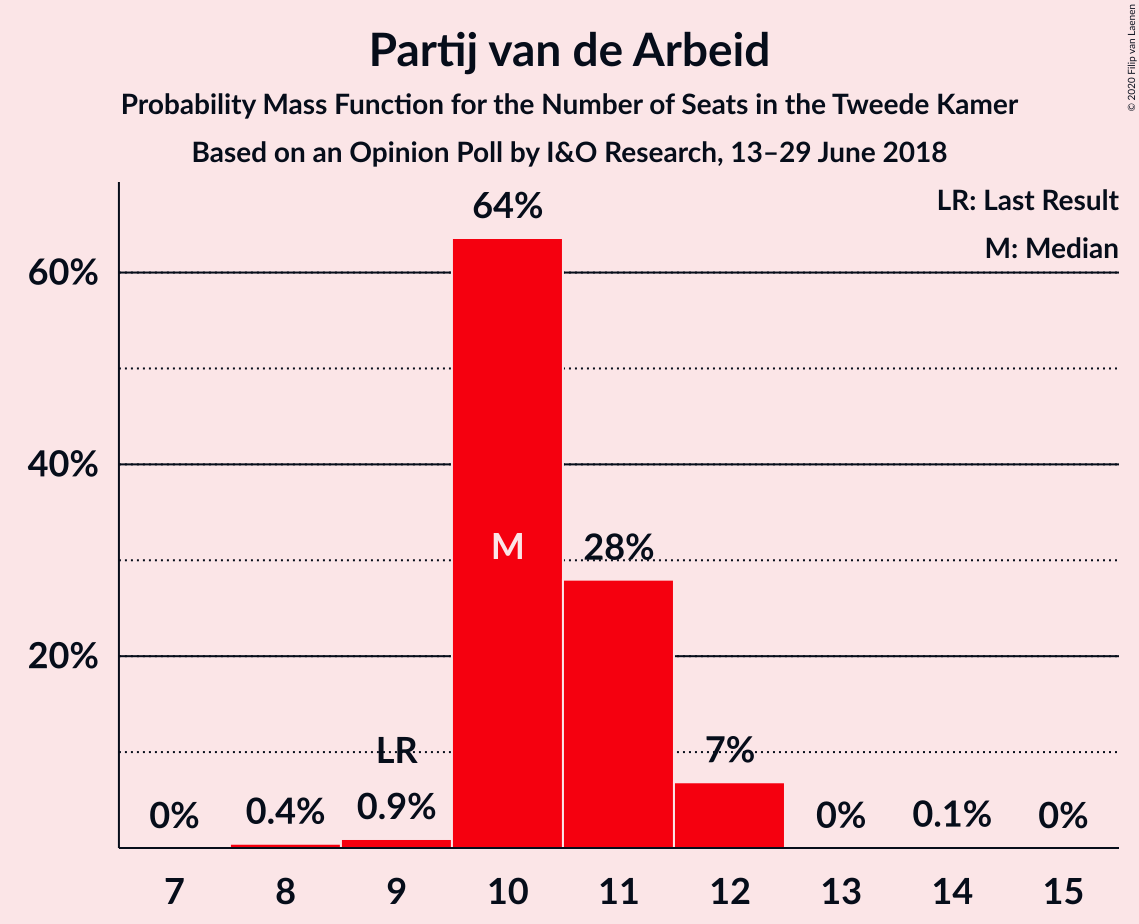 Partij van de Arbeid
Probability Mass Function for the Number of Seats in the Tweede Kamer
Based on an Opinion Poll by I&O Research, 13–29 June 2018
© 2020 Filip van Laenen
LR: Last Result
M: Median
64%
60%
40%
M
28%
20%
LR
7%
0%
0.4%
0.9%
0%
0.1%
0%
7 8 9 10 11 12 13 14 15